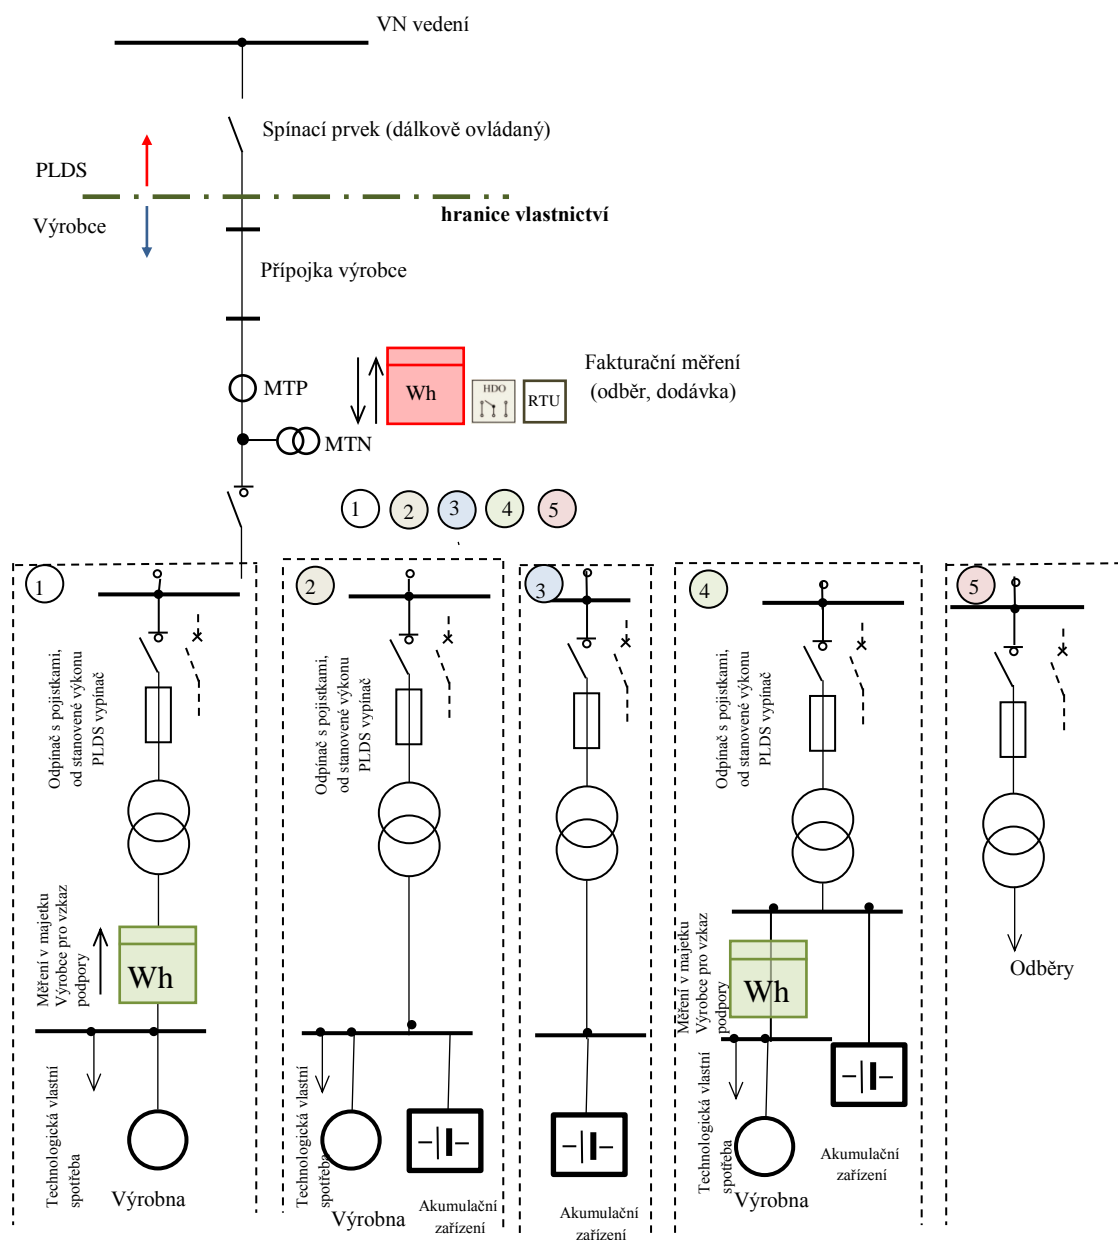 VN vedení
Spínací prvek (dálkově ovládaný)
PLDS
hranice vlastnictví
Výrobce
Přípojka výrobce
Fakturační měření
(odběr, dodávka)
Wh
HDO
RTU
MTP
MTN
1
2
3
4
5
1
Odpínač s pojistkami,
od stanovené výkonu
PLDS vypínač
Měření v majetku
Výrobce pro vzkaz
podpory
Wh
Technologická vlastní
spotřeba
Výrobna
2
Odpínač s pojistkami,
od stanovené výkonu
PLDS vypínač
Technologická vlastní
spotřeba
Výrobna
Akumulační
zařízení
3
Akumulační
zařízení
4
Odpínač s pojistkami,
od stanovené výkonu
PLDS vypínač
Měření v majetku
Výrobce pro vzkaz
podpory
Wh
Technologická vlastní
spotřeba
Výrobna
Akumulační
zařízení
5
Odběry